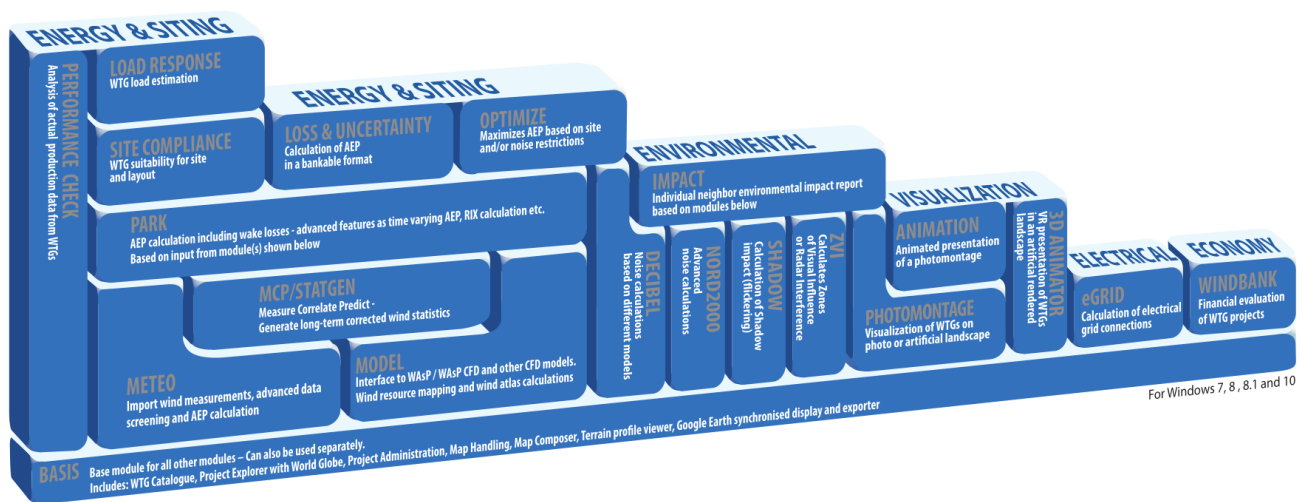 ENERGY & SITING
PERFORMANCE CHECK
Analysis of actual production data from WTGs
LOAD RESPONSE
WTG load estimation
SITE COMPLIANCE
WTG suitability for site
and layout
ENERGY & SITING
LOSS & UNCERTAINTY
Calculation of AEP
in a bankable format
OPTIMIZE
Maximizes AEP based on site
and/or noise restrictions
PARK
AEP calculation including wake losses - advanced features as time varying AEP, RIX calculation etc.
Based on input from module(s) shown below
MCP/STATGEN
Measure Correlate Predict -
Generate long-term corrected wind statistics
METEO
Import wind measurements, advanced data
screening and AEP calculation
MODEL
Interface to WAsP / WAsP CFD and other CFD models.
Wind resource mapping and wind atlas calculations
ENVIRONMENTAL
IMPACT
Individual neighbor environmental impact report
based on modules below
DECIBEL
Noise calculations
based on different models
NORD2000
Advanced
noise calculations
SHADOW
Calculation of Shadow
impact (flickering)
ZVI
Calculates Zones
of Visual Influence
or Radar Interference
VISUALIZATION
ANIMATION
Animated presentation
of a photomontage
PHOTOMONTAGE
Visualization of WTGs on
photo or artificial landscape
3D ANIMATOR
VR presentation of WTGs
in an artificial rendered
landscape
ELECTRICAL
eGRID
Calculation of electrical
grid connections
ECONOMY
WINDBANK
Financial evaluation
of WTG projects
BASIS
Base module for all other modules – Can also be used separately.
Includes: WTG Catalogue, Project Explorer with World Globe, Project Administration, Map Handling, Map Composer, Terrain profile viewer, Google Earth synchronised display and exporter
For Windows 7, 8 , 8.1 and 10